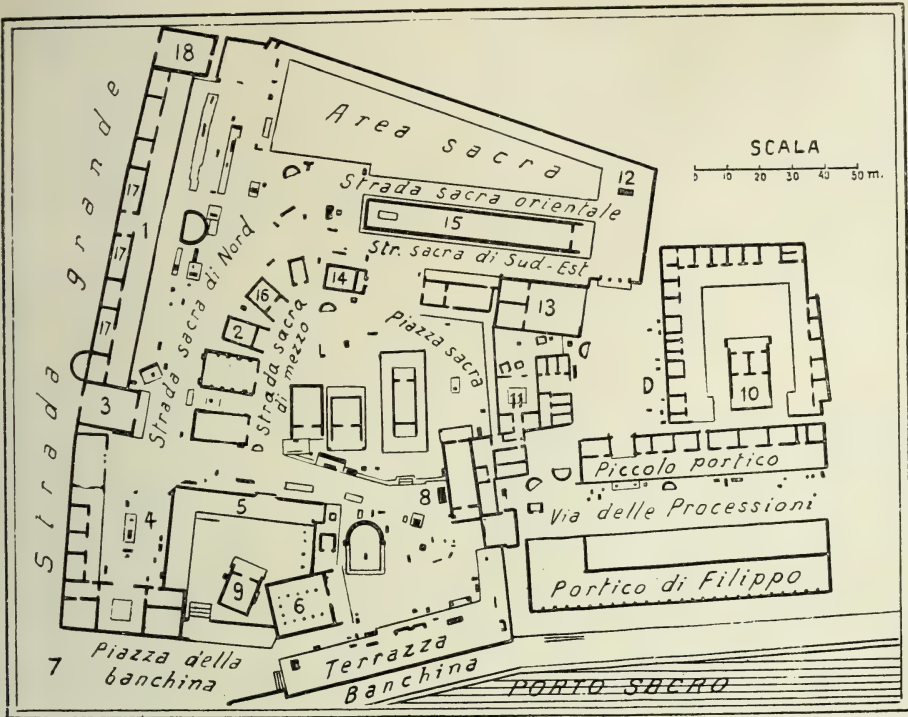 18
Strada grande
Area sacra
SCALA
0 10 20 30 40 50 m.
12
17
1
Strada sacra orientale
15
Str. sacra di Sud-Est
17
14
16
13
Strada sacra di Nord
2
Strada sacra di mezzo
Piazza sacra
17
3
11
10
Piccolo portico
8
5
4
Via delle Processioni
9
6
Portico di Filippo
7
Piazza della
banchina
Terrazza
Banchina
PORTO SACRO